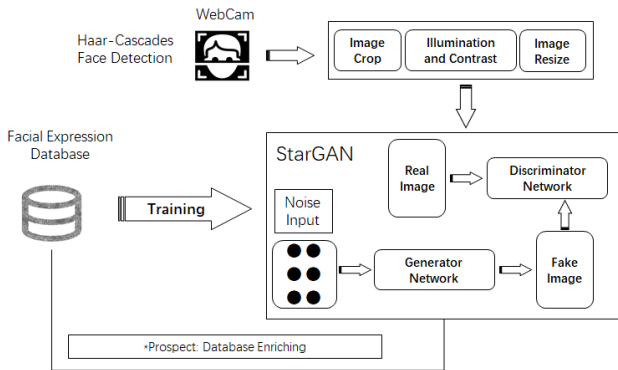 WebCam
Haar-Cascades
Face Detection
Image
Crop
Illumination
and Contrast
Image
Resize
Facial Expression
Database
Training
StarGAN
Noise
Input
Real
Image
Discriminator
Network
Generator
Network
Fake
Image
*Prospect: Database Enriching